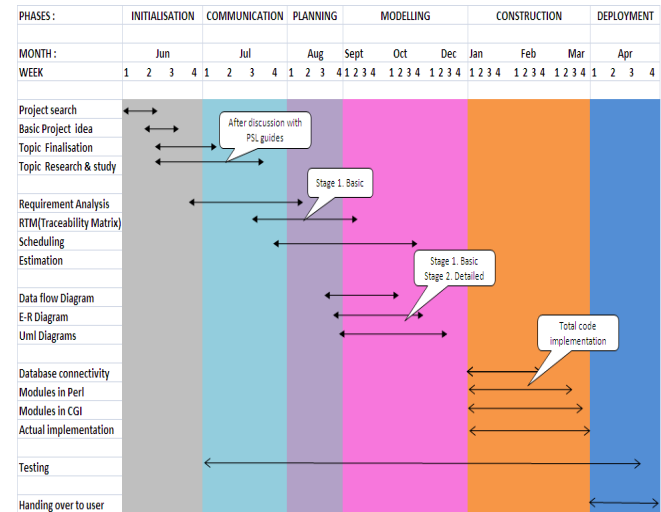 PHASES : INITIALISATION COMMUNICATION PLANNING MODELLING CONSTRUCTION DEPLOYMENT
MONTH : Jun Jul Aug Sept Oct Dec Jan Feb Mar Apr
WEEK 1 2 3 4 1 2 3 4 1 2 3 4 1 2 3 4 1 2 3 4 1 2 3 4 1 2 3 4 1 2 3 4 1 2 3 4 1 2 3 4
Project search
Basic Project idea
After discussion with
PSL guides
Topic Finalisation
Topic Research & study
Stage 1. Basic
Requirement Analysis
RTM(Traceability Matrix)
Scheduling
Estimation
Stage 1. Basic
Stage 2. Detailed
Data flow Diagram
E-R Diagram
Uml Diagrams
Total code
implementation
Database connectivity
Modules in Perl
Modules in CGI
Actual implementation
Testing
Handing over to user